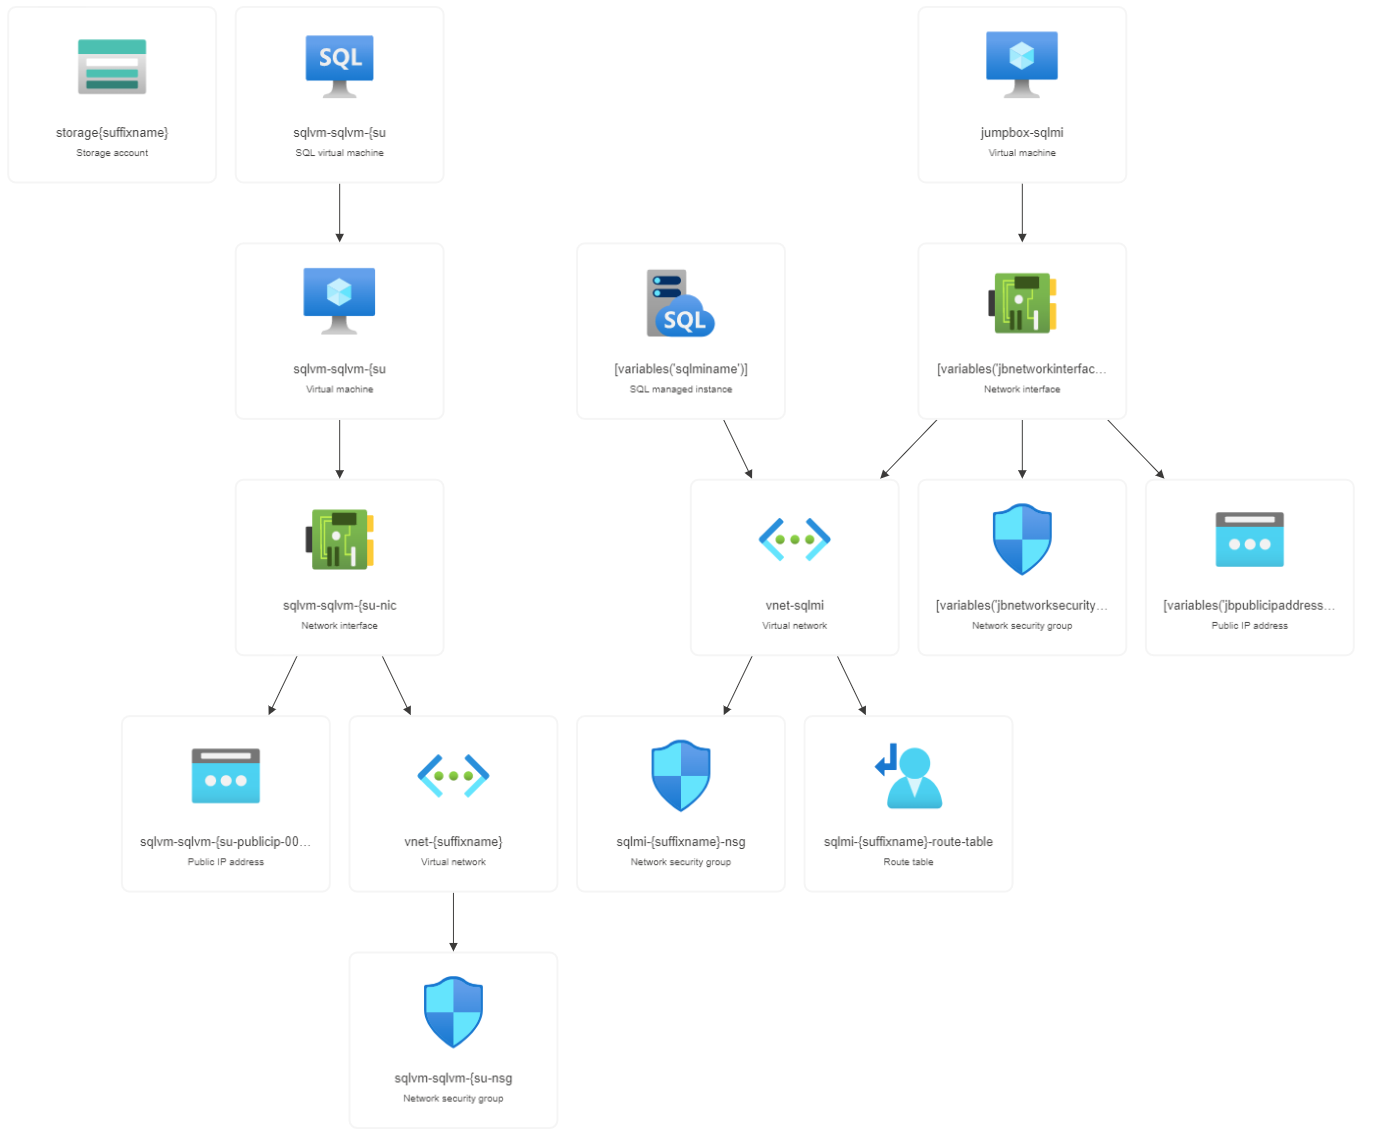 storage{suffixname}
Storage account
SQL
sqlvm-sqlvm-{su
SQL virtual machine
jumpbox-sqlmi
Virtual machine
sqlvm-sqlvm-{su
Virtual machine
SQL
[variables('sqlminame')]
SQL managed instance
[variables('jbnetworkinterfac...
Network interface
sqlvm-sqlvm-{su-nic
Network interface
vnet-sqlmi
Virtual network
[variables('jbnetworksecurity...
Network security group
[variables('jbpublicipaddress...
Public IP address
sqlvm-sqlvm-{su-publicip-00...
Public IP address
vnet-{suffixname}
Virtual network
sqlmi-{suffixname}-nsg
Network security group
sqlmi-{suffixname}-route-table
Route table
sqlvm-sqlvm-{su-nsg
Network security group